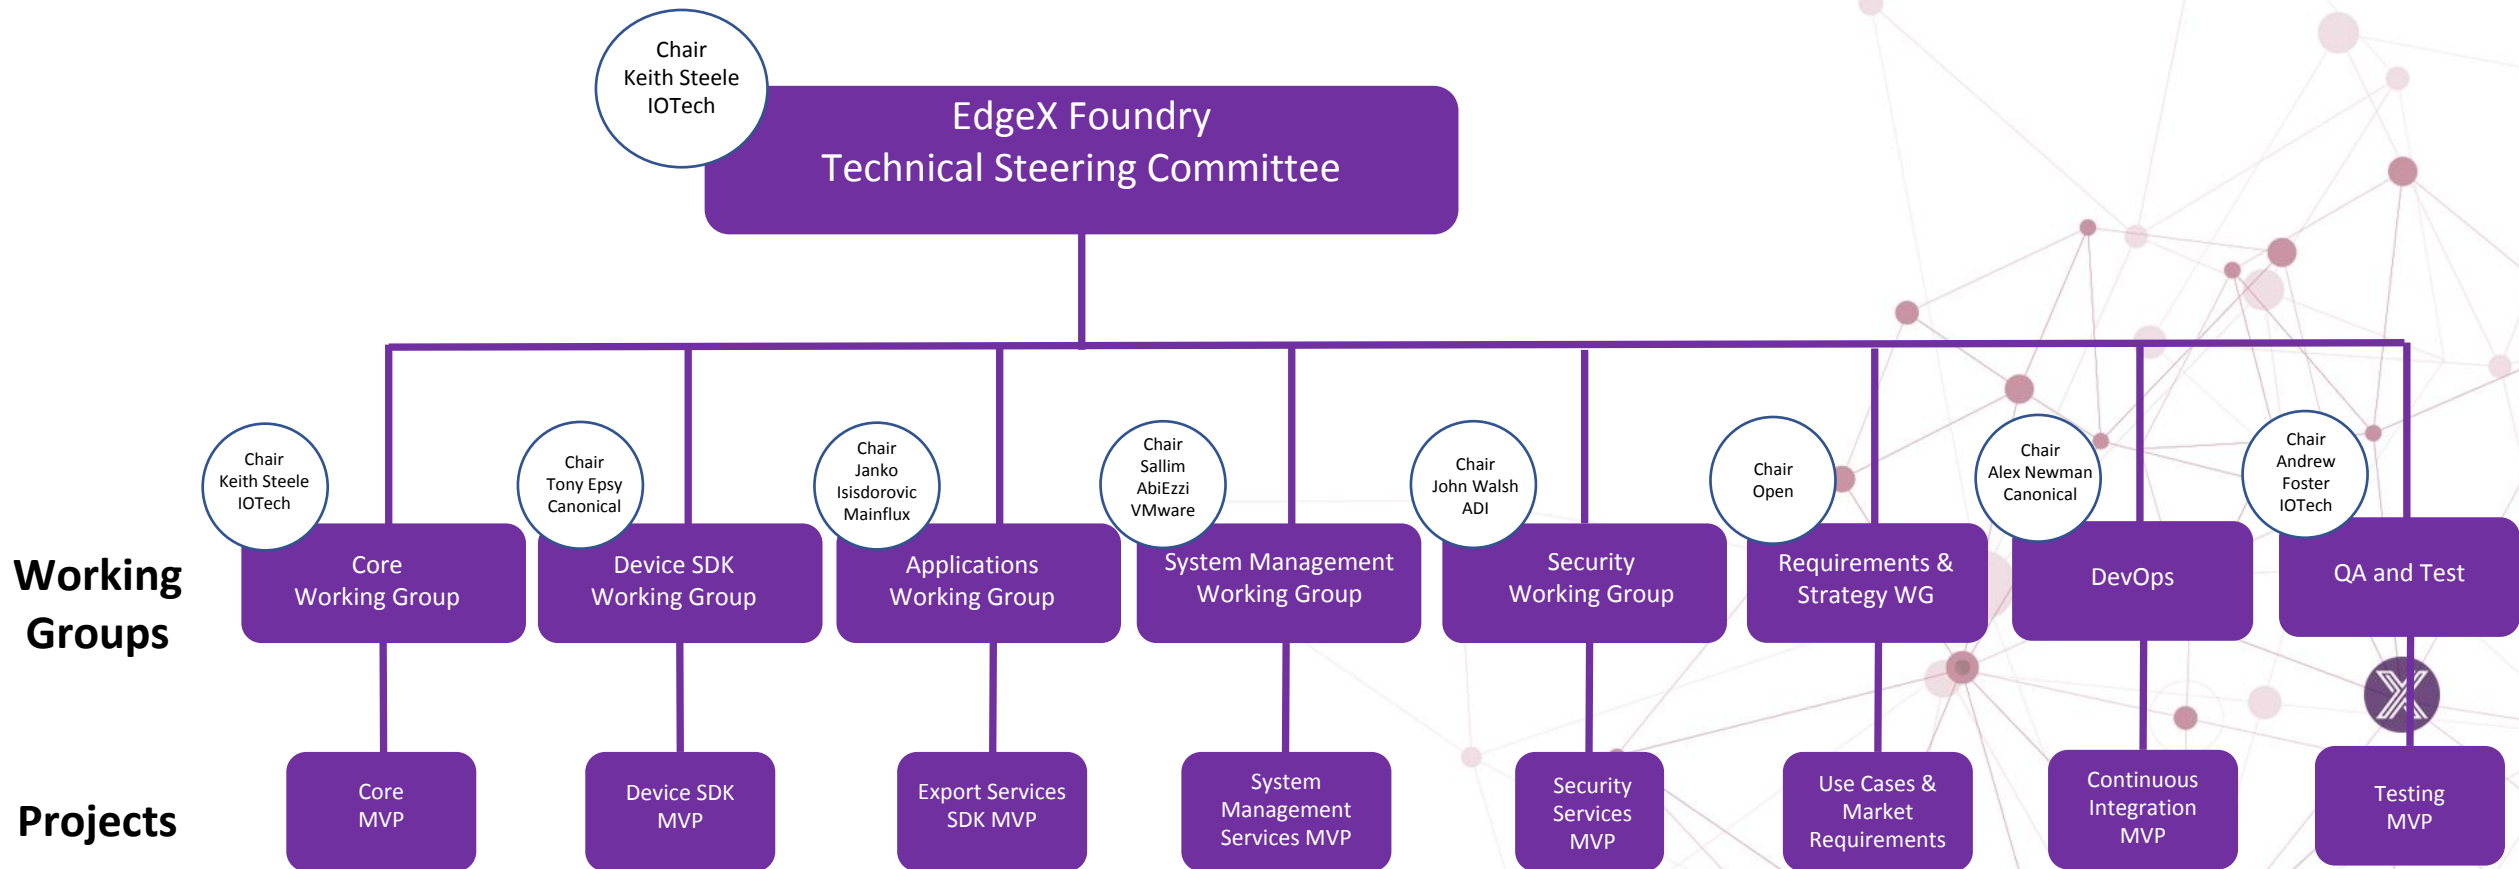 Chair
Keith Steele
IOTech
EdgeX Foundry
Technical Steering Committee
Chair
Keith Steele
IOTech
Chair
Tony Epsy
Canonical
Chair
Janko
Isisdorovic
Mainflux
Chair
Sallim
AbiEzzi
VMware
Chair
John Walsh
ADI
Chair
Open
Chair
Alex Newman
Canonical
Chair
Andrew
Foster
IOTech
Working
Groups
Core
Working Group
Device SDK
Working Group
Applications
Working Group
System Management
Working Group
Security
Working Group
Requirements &
Strategy WG
DevOps
QA and Test
Projects
Core
MVP
Device SDK
MVP
Export Services
SDK MVP
System
Management
Services MVP
Security
Services
MVP
Use Cases &
Market
Requirements
Continuous
Integration
MVP
Testing
MVP